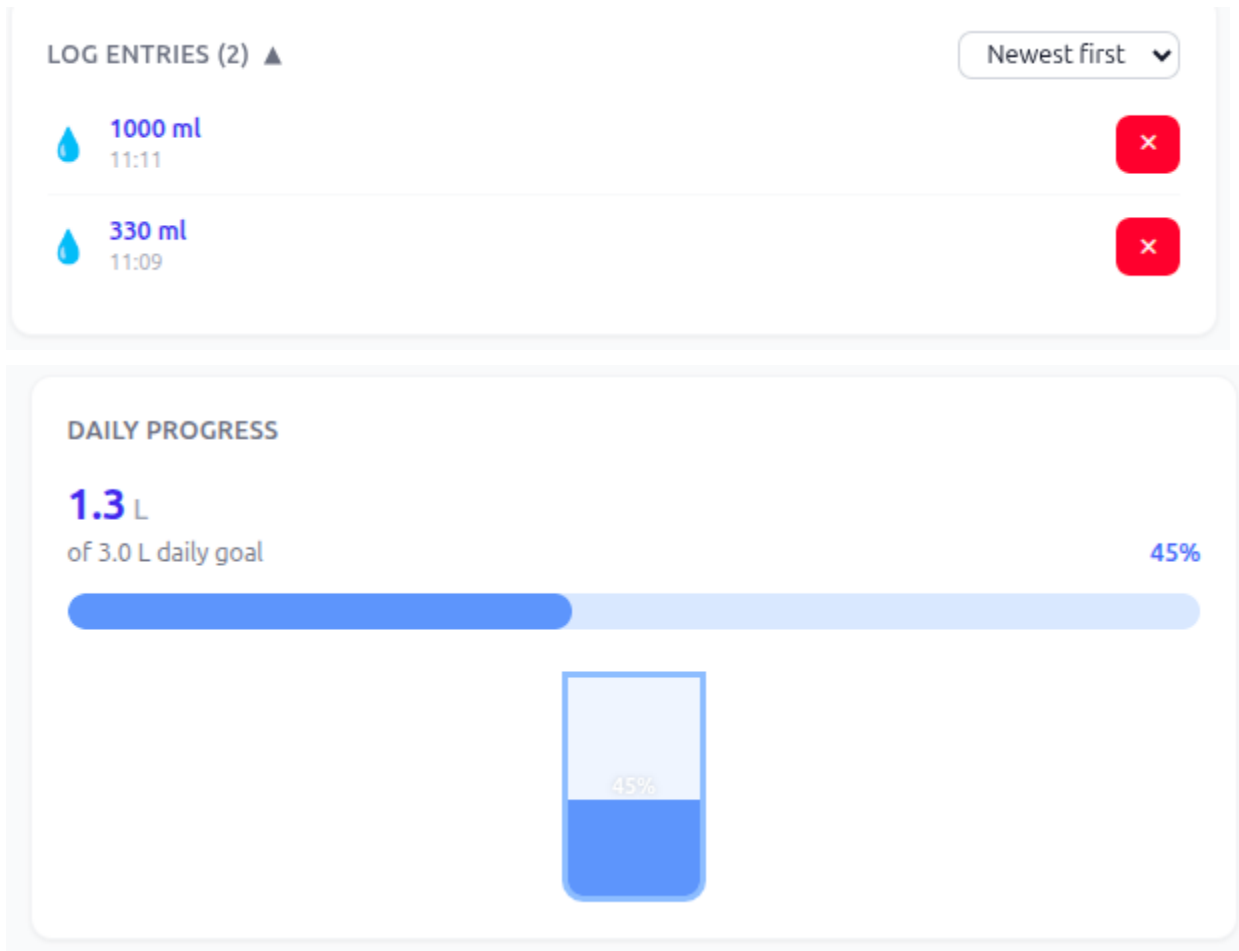 LOG ENTRIES (2) ▲
Newest first
1000 ml
11:11
×
330 ml
11:09
×
DAILY PROGRESS
1.3 L
of 3.0 L daily goal
45%
45%